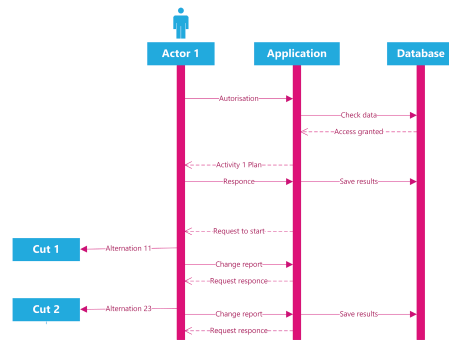 Actor 1
Application
Database
Autorisation
Check data
Access granted
Activity 1 Plan
Responce
Save results
Request to start
Cut 1
Alternation 11
Change report
Request responce
Cut 2
Alternation 23
Change report
Save results
Request responce